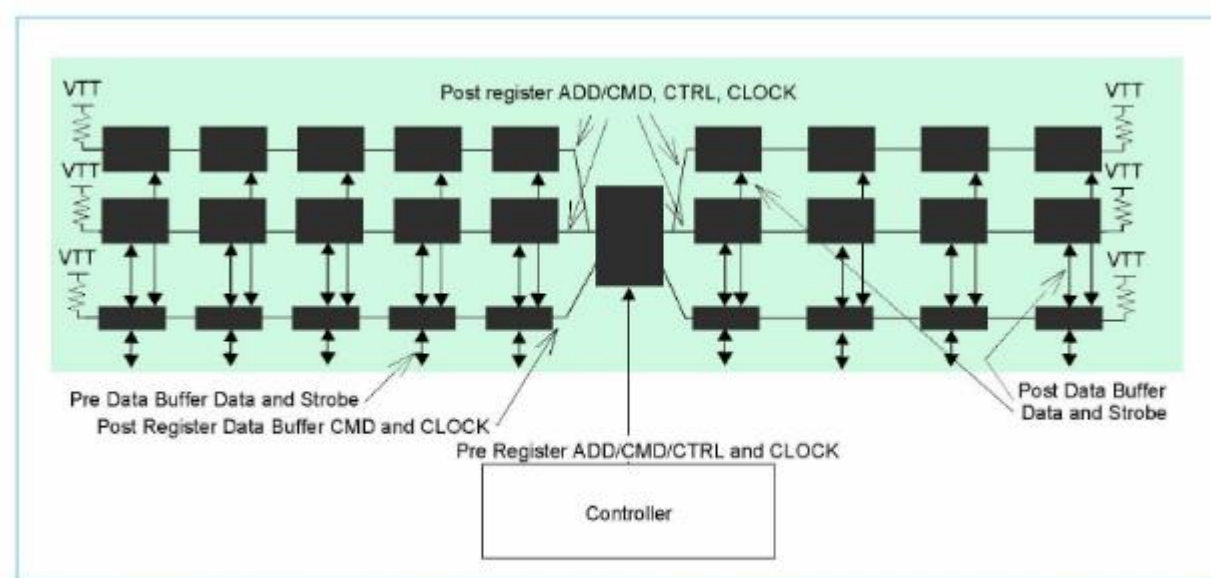 VTT
Post register ADD/CMD, CTRL, CLOCK
VTT
VTT
VTT
VTT
VTT
Pre Data Buffer Data and Strobe
Post Register Data Buffer CMD and CLOCK
Pre Register ADD/CMD/CTRL and CLOCK
Post Data Buffer
Data and Strobe
Controller